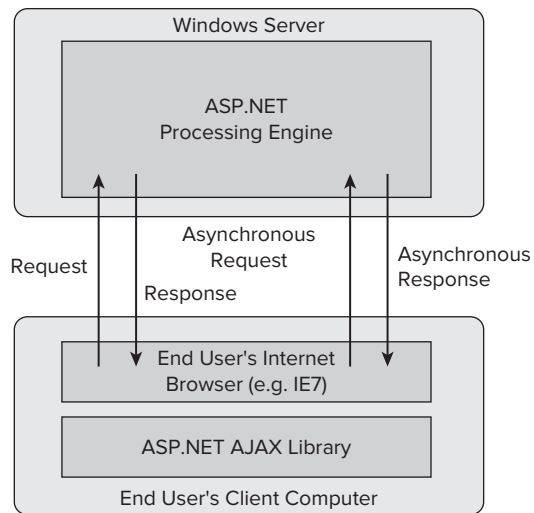 Windows Server
ASP.NET
Processing Engine
Request
Response
Asynchronous
Request
Asynchronous
Response
End User's Internet
Browser (e.g. IE7)
ASP.NET AJAX Library
End User's Client Computer